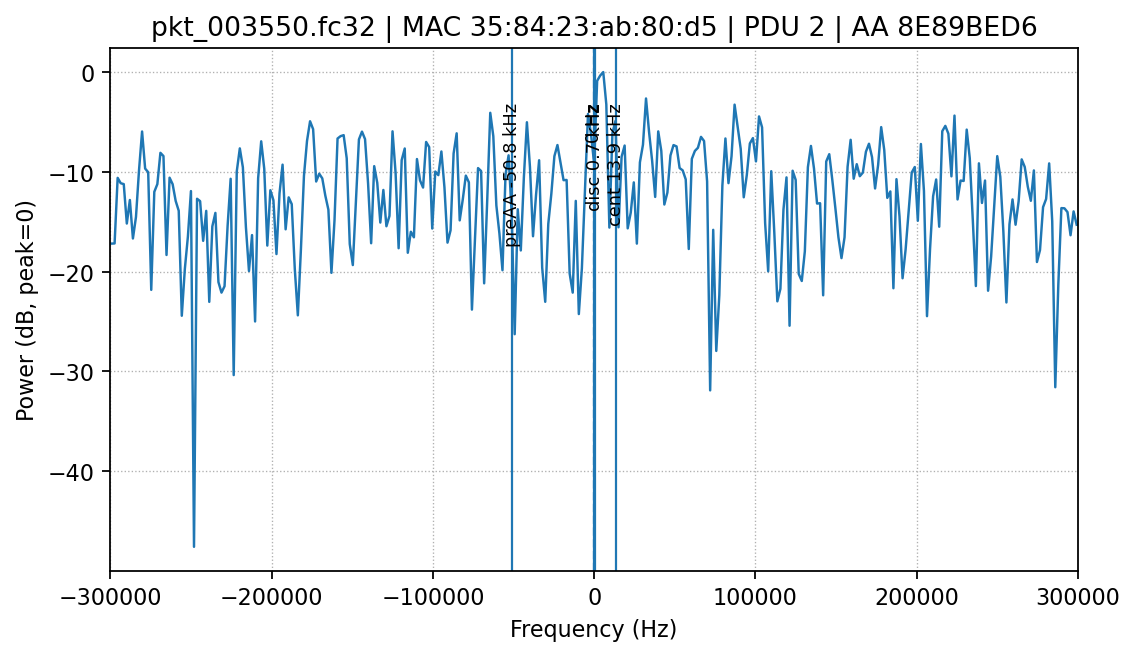 pkt_003550.fc32 | MAC 35:84:23:ab:80:d5 | PDU 2 | AA 8E89BED6
Power (dB, peak=0)
0
−10
−20
−30
−40
preAA -50.8 kHz
disc 0.7 kHz
cent 13.9 kHz
−300000
−200000
−100000
0
100000
200000
300000
Frequency (Hz)